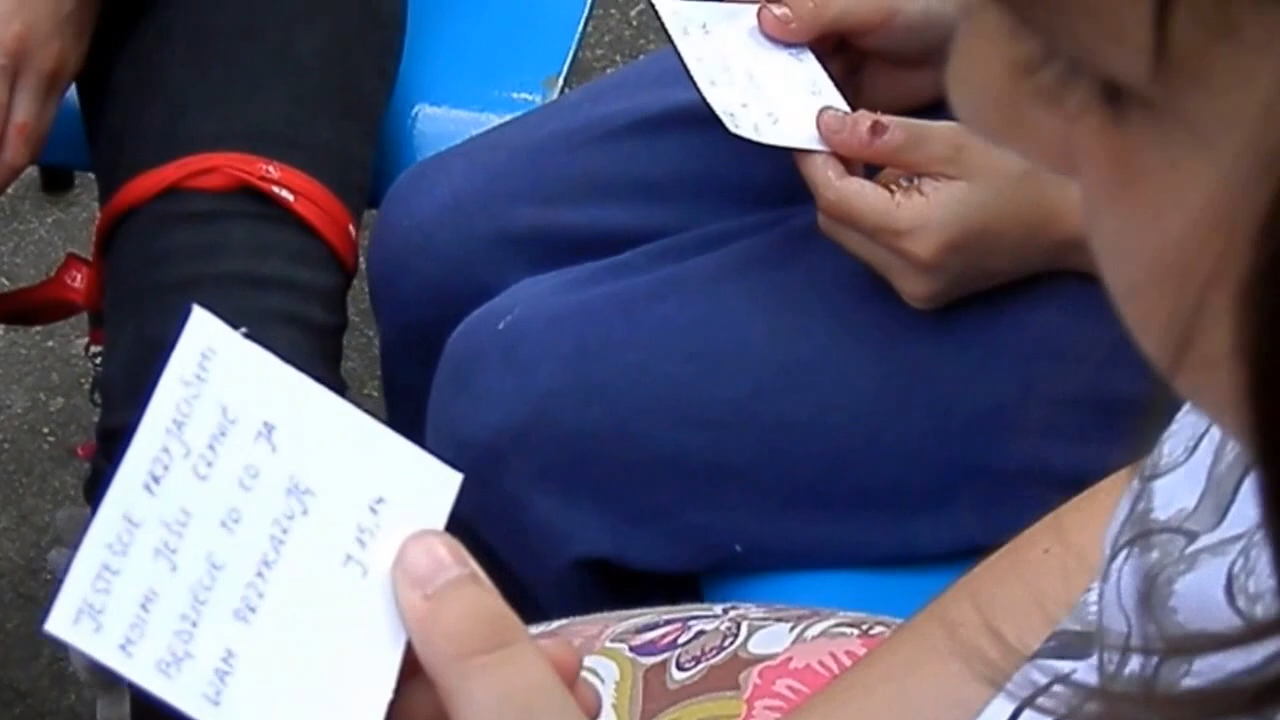 JESTEŚCIE PRZYJACIÓŁMI
MOIMI JEŚLI CZYNIĆ
BĘDZIECIE TO CO JA
WAM PRZYKAZUJĘ
J 15,14